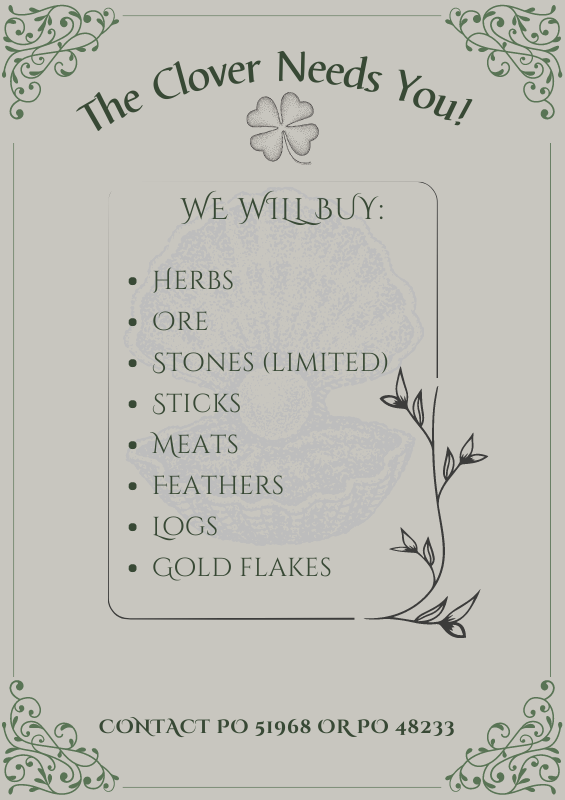 The Clover Needs You!
WE WILL BUY:
• HERBS
• ORE
• STONES (LIMITED)
• STICKS
• MEATS
• FEATHERS
• LOGS
• GOLD FLAKES
CONTACT PO 51968 OR PO 48233